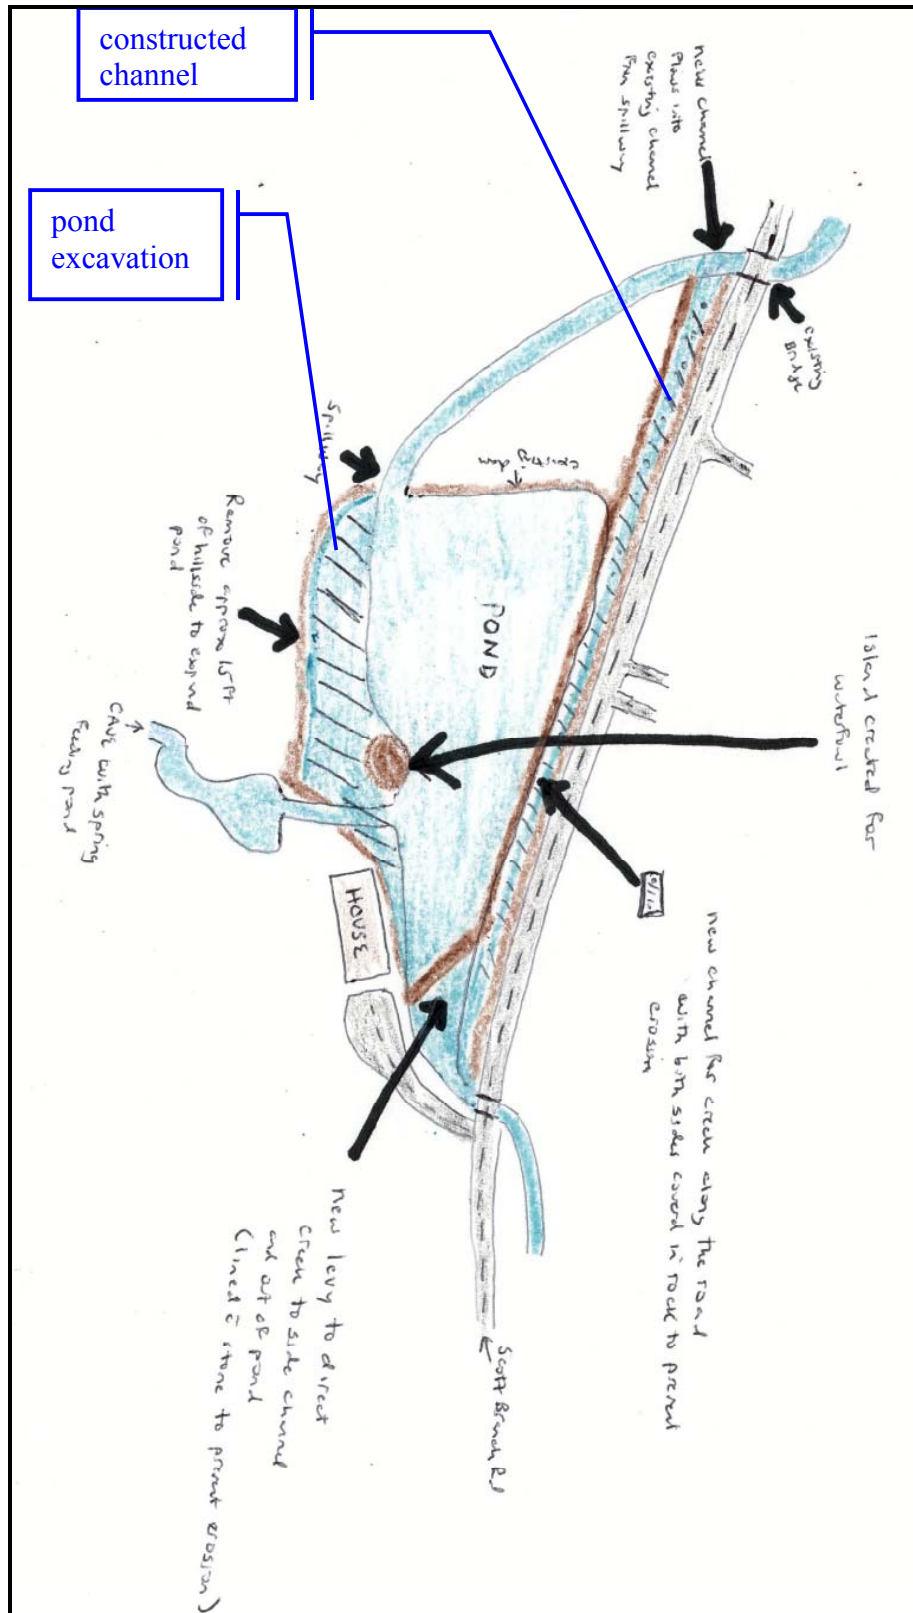 constructed
channel
pond
excavation
new channel
flows into
existing channel
from spillway
existing
Bridge
Spillway
existing dam
Remove approx 15 ft
of hillside to expand
pond
POND
Island created for
waterfowl
CAVE with spring
feeding pond
HOUSE
new channel for creek along the road
with both sides covered in rock to prevent
erosion
new levy to direct
creek to side channel
and out of pond
(lined c̄ stone to prevent erosion)
Scott Branch Rd